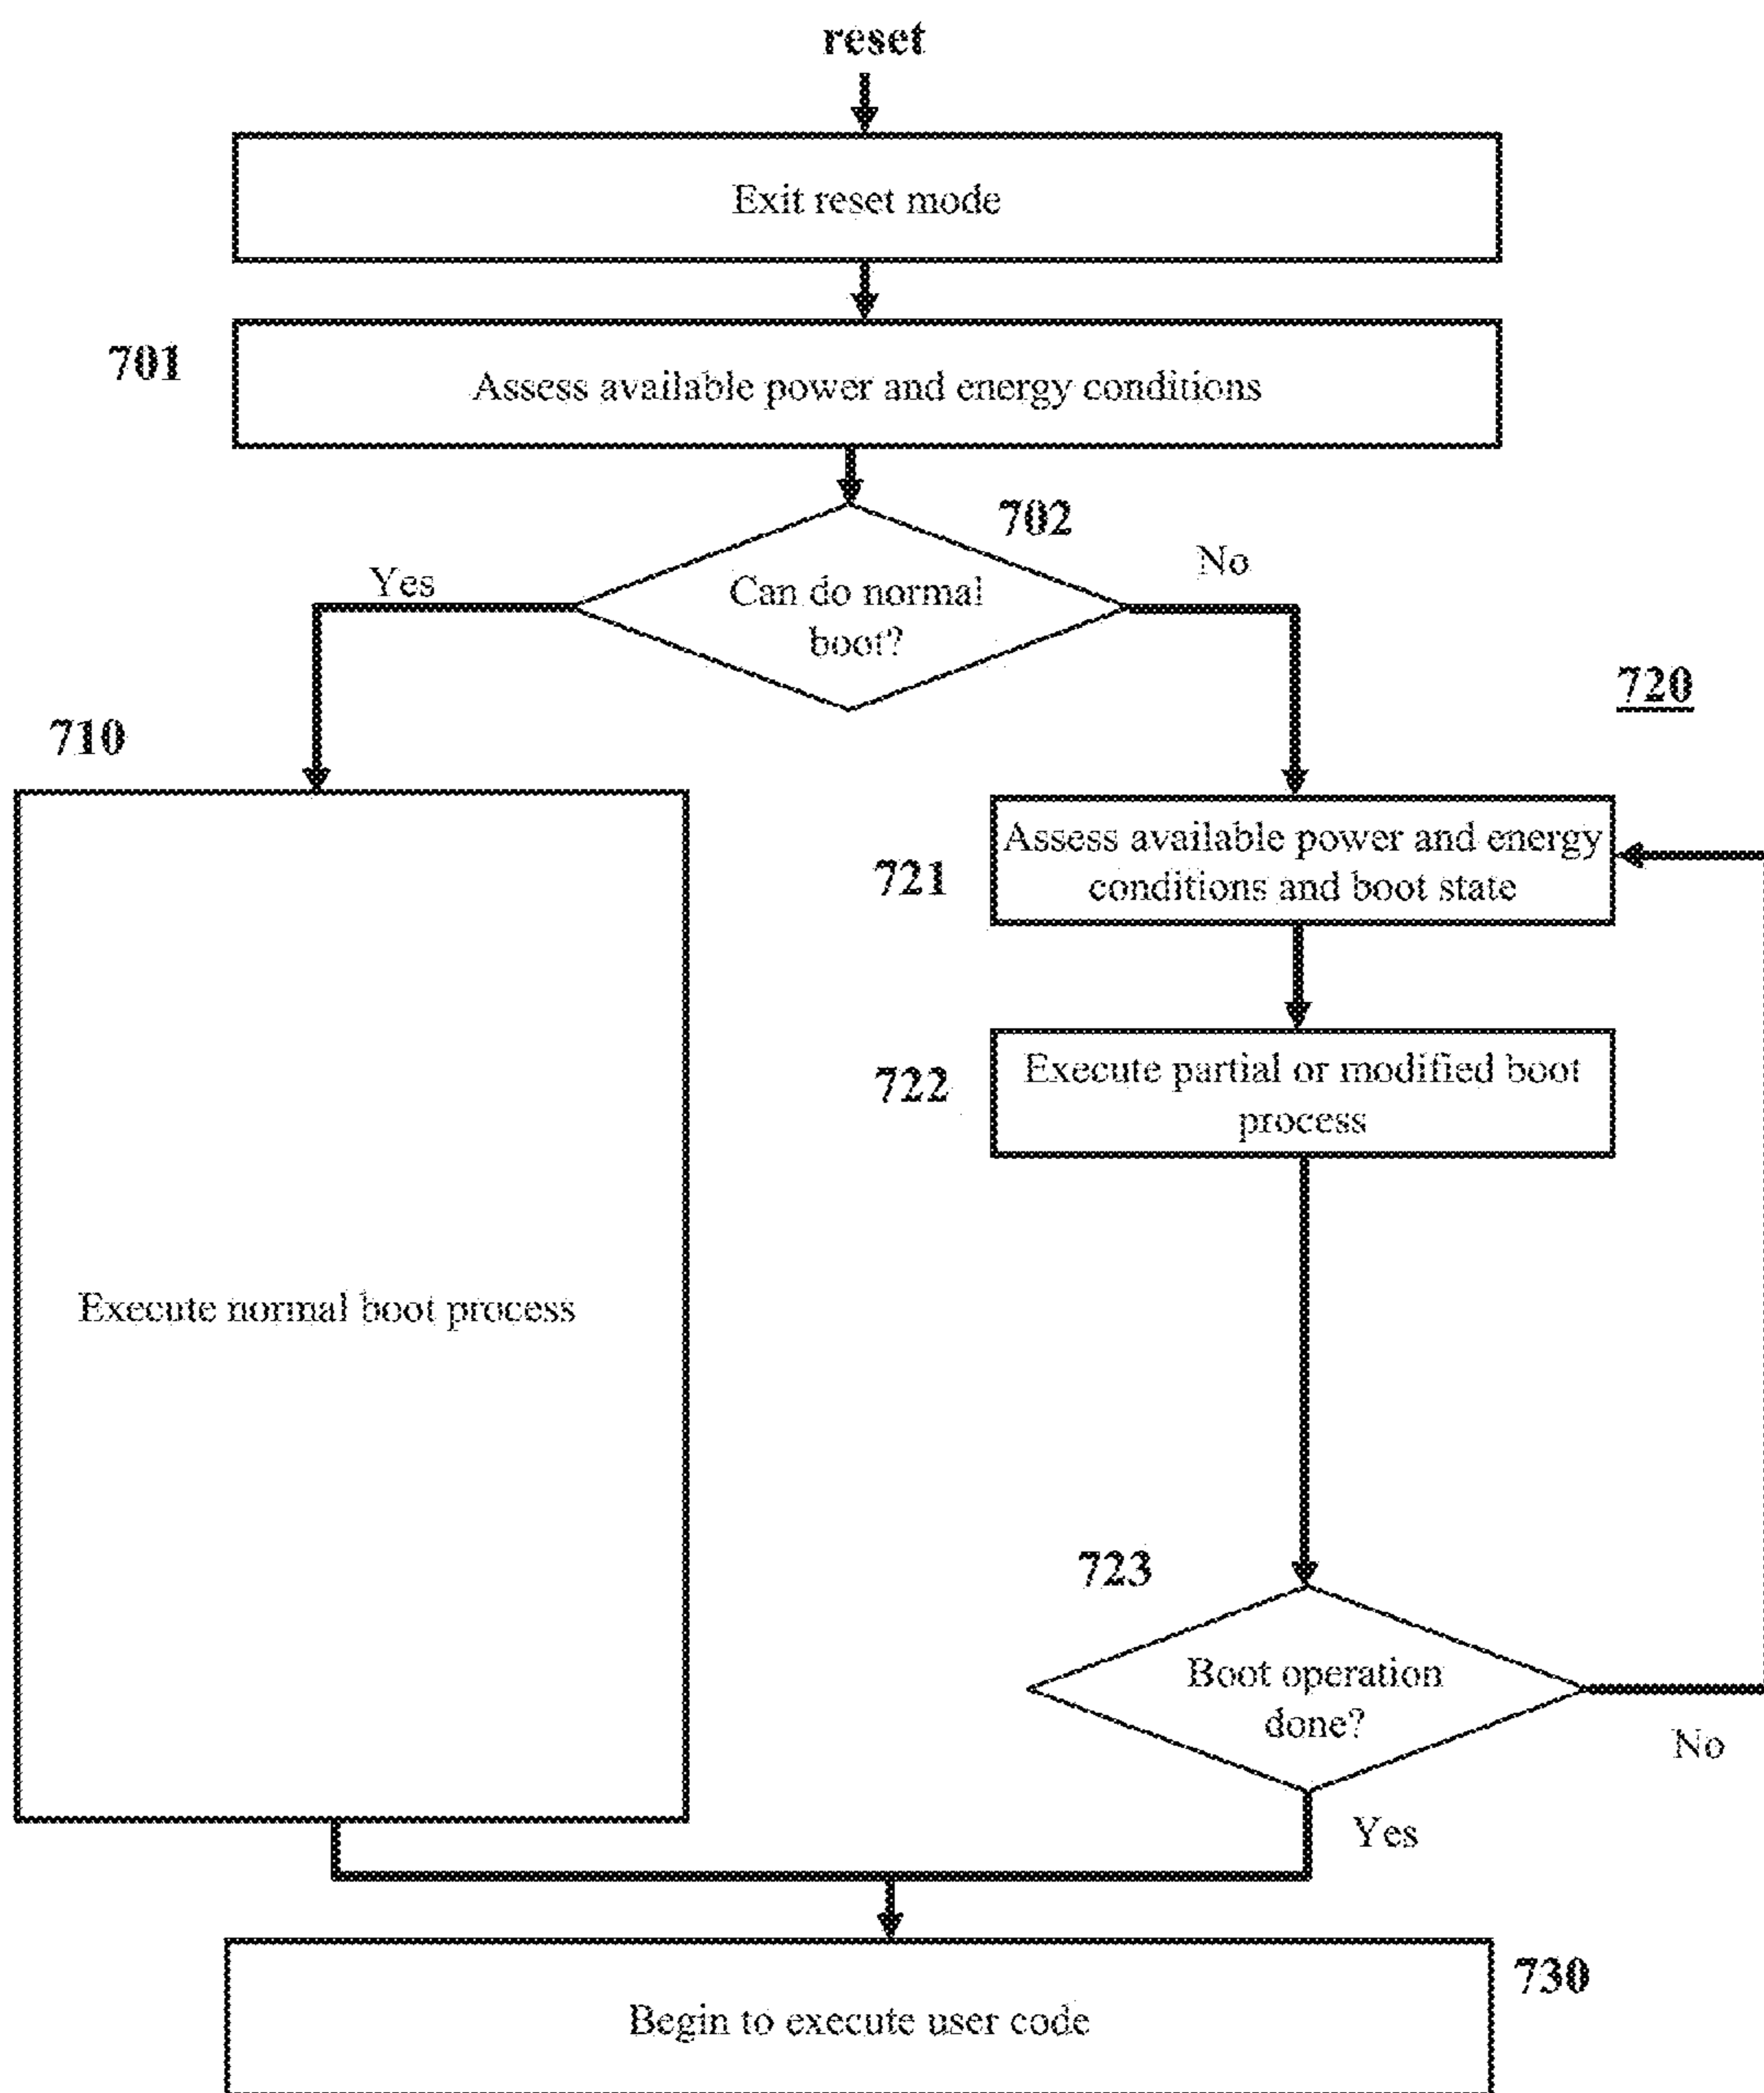 reset
Exit reset mode
701
Assess available power and energy conditions
702
Yes
No
Can do normal
boot?
720
710
Assess available power and energy
conditions and boot state
721
722
Execute partial or modified boot
process
Execute normal boot process
723
Boot operation
done?
No
Yes
730
Begin to execute user code